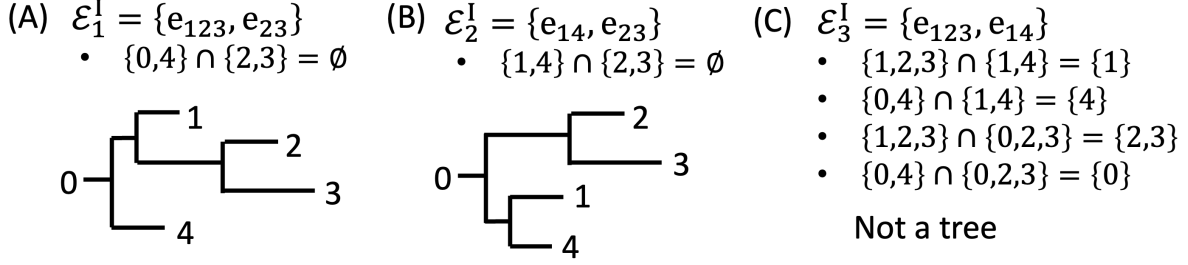 (A) ℰ₁ᴵ = {e₁₂₃, e₂₃}
• {0,4} ∩ {2,3} = ∅
1
2
0
3
4
(B) ℰ₂ᴵ = {e₁₄, e₂₃}
• {1,4} ∩ {2,3} = ∅
2
3
0
1
4
(C) ℰ₃ᴵ = {e₁₂₃, e₁₄}
• {1,2,3} ∩ {1,4} = {1}
• {0,4} ∩ {1,4} = {4}
• {1,2,3} ∩ {0,2,3} = {2,3}
• {0,4} ∩ {0,2,3} = {0}
Not a tree